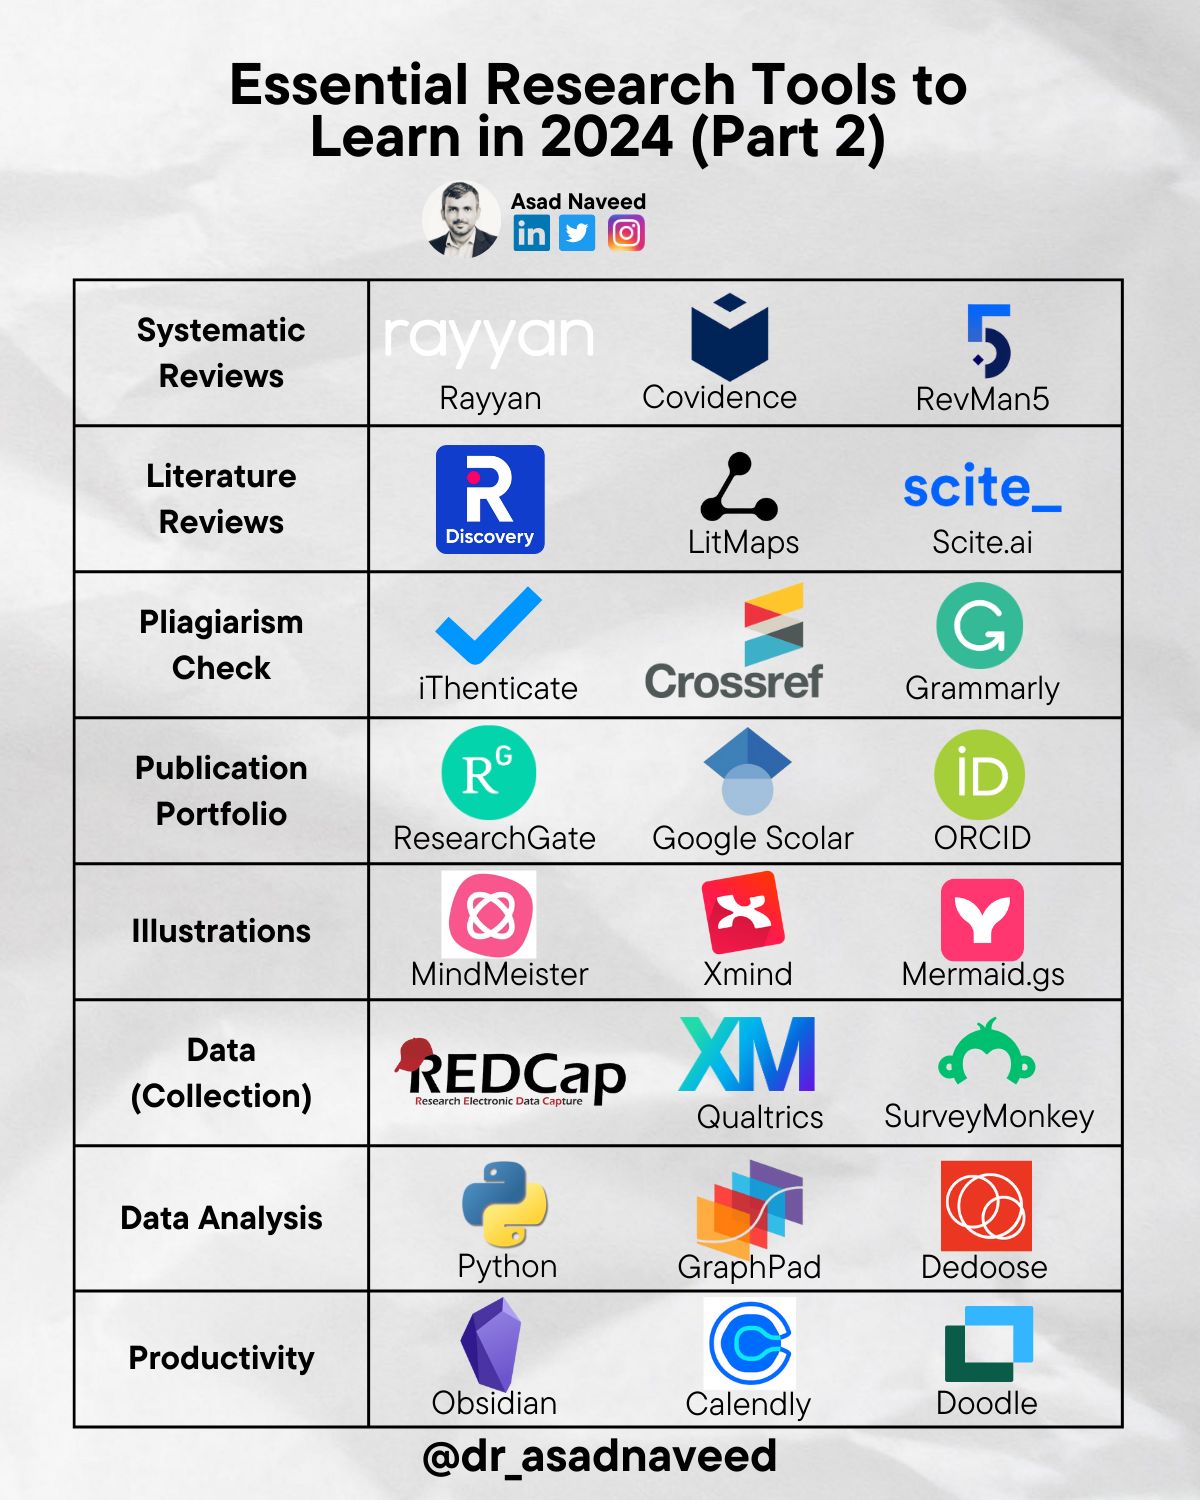 Essential Research Tools to
Learn in 2024 (Part 2)
Asad Naveed
in
Systematic
Reviews
rayyan
Rayyan
Covidence
5
RevMan5
Literature
Reviews
R
Discovery
LitMaps
scite_
Scite.ai
Pliagiarism
Check
iThenticate
Crossref
G
Grammarly
Publication
Portfolio
RG
ResearchGate
Google Scolar
iD
ORCID
Illustrations
MindMeister
Xmind
Mermaid.gs
Data
(Collection)
REDCap
Research Electronic Data Capture
XM
Qualtrics
SurveyMonkey
Data Analysis
Python
GraphPad
Dedoose
Productivity
Obsidian
Calendly
Doodle
@dr_asadnaveed